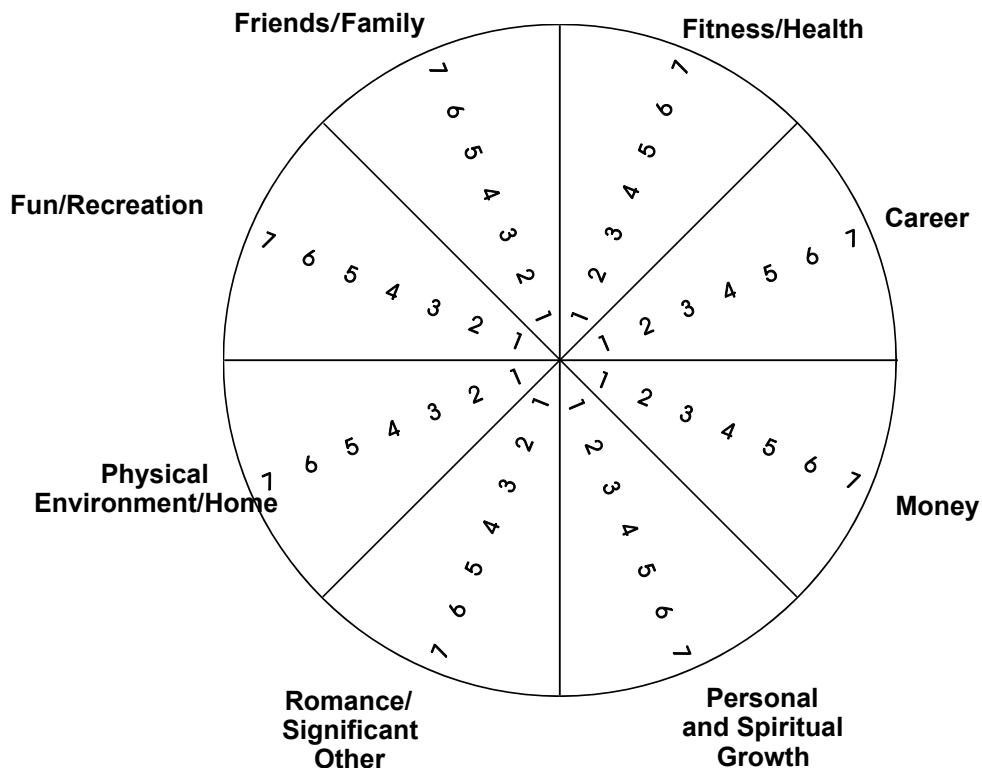 Friends/Family
Fitness/Health
7 6 5 4 3 2 1
7 6 5 4 3 2 1
Fun/Recreation
7 6 5 4 3 2 1
Career
1 2 3 4 5 6 7
Physical
Environment/Home
7 6 5 4 3 2 1
Money
1 2 3 4 5 6 7
1 2 3 4 5 6 7
Romance/
Significant
Other
1 2 3 4 5 6 7
Personal
and Spiritual
Growth